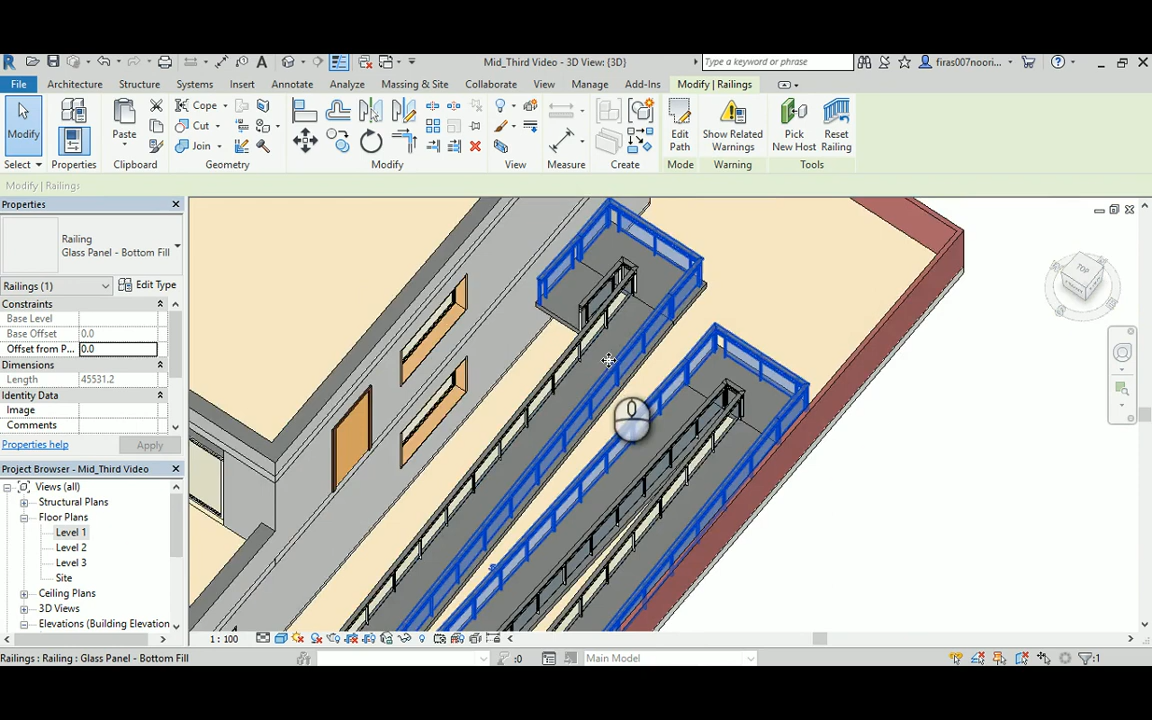 Mid_Third Video - 3D View: {3D}
Type a keyword or phrase
firas007noori...
File Architecture Structure Systems Insert Annotate Analyze Massing & Site Collaborate View Manage Add-Ins Modify | Railings
Modify
Paste
Cope
Cut
Join
Edit Path
Show Related Warnings
Pick New Host
Reset Railing
Select Properties Clipboard Geometry Modify View Measure Create Mode Warning Tools
Modify | Railings
Properties
Railing
Glass Panel - Bottom Fill
Railings (1)
Edit Type
Constraints
Base Level
Base Offset 0.0
Offset from P... 0.0
Dimensions
Length 45531.2
Identity Data
Image
Comments
Properties help
Apply
Project Browser - Mid_Third Video
Views (all)
Structural Plans
Floor Plans
Level 1
Level 2
Level 3
Site
Ceiling Plans
3D Views
Elevations (Building Elevation
TOP
1 : 100
Railings : Railing : Glass Panel - Bottom Fill
:0
Main Model
:1